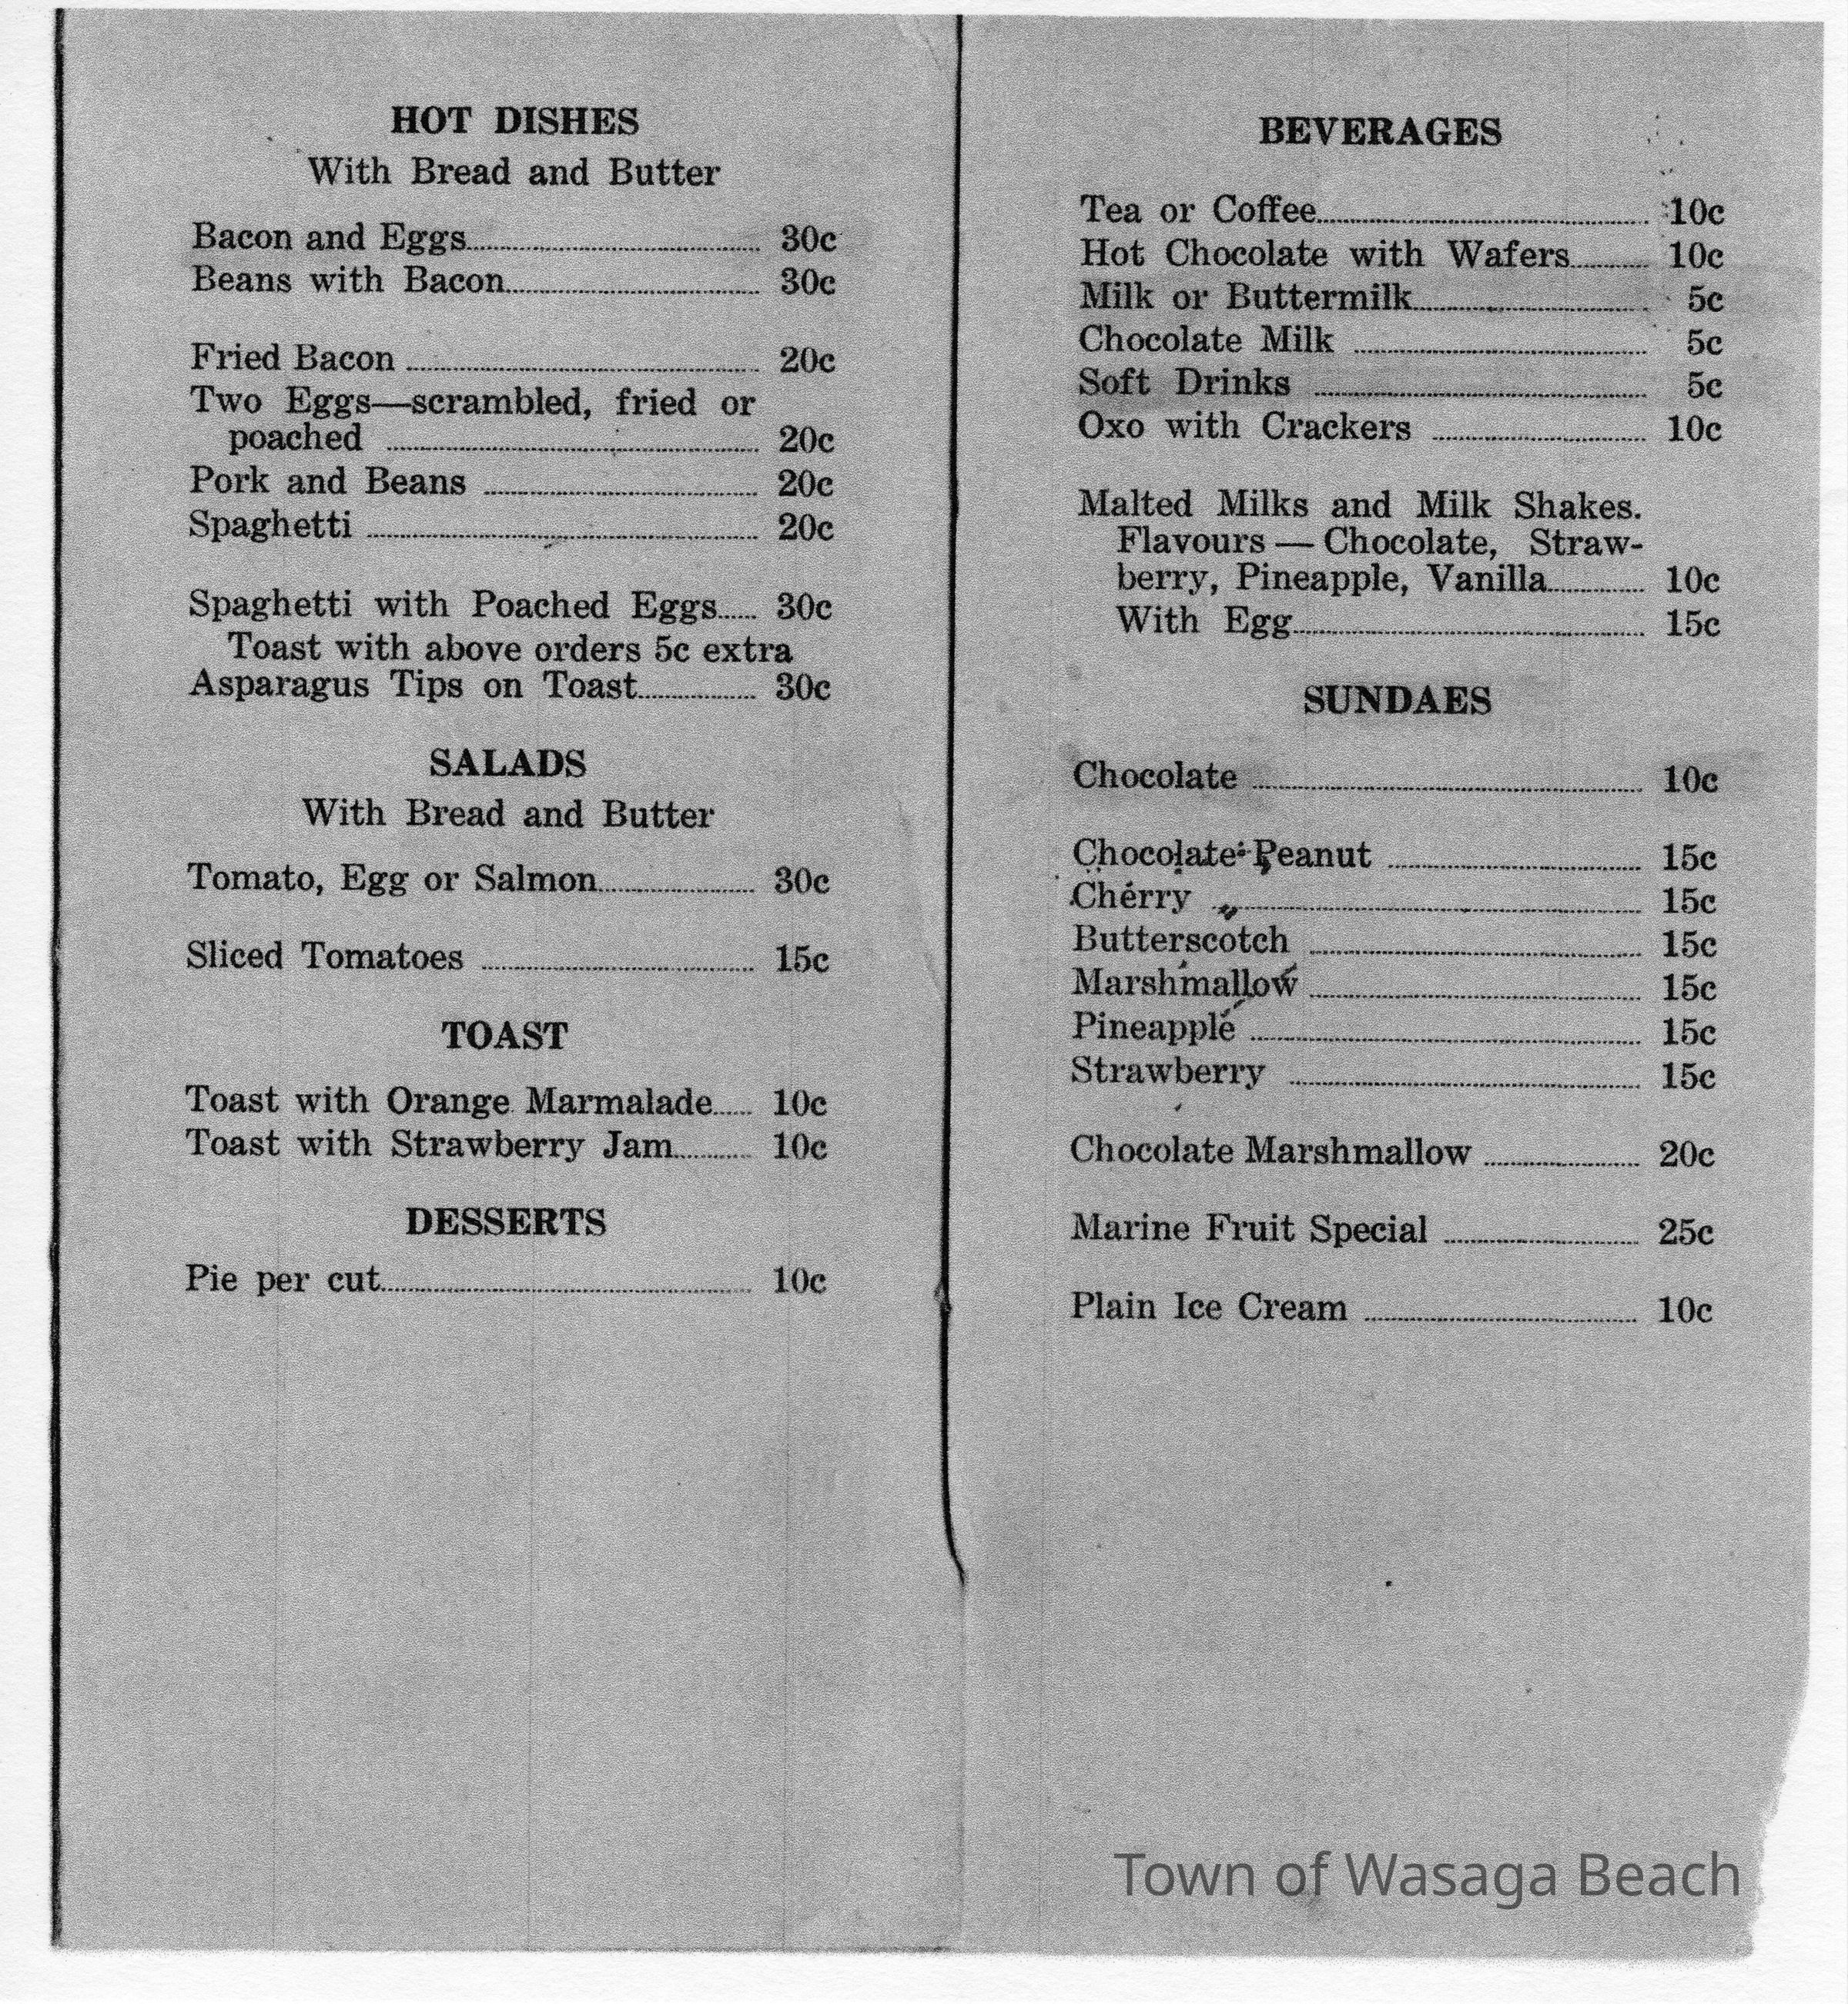 HOT DISHES
With Bread and Butter
Bacon and Eggs 30c
Beans with Bacon 30c
Fried Bacon 20c
Two Eggs—scrambled, fried or
poached 20c
Pork and Beans 20c
Spaghetti 20c
Spaghetti with Poached Eggs 30c
Toast with above orders 5c extra
Asparagus Tips on Toast 30c
SALADS
With Bread and Butter
Tomato, Egg or Salmon 30c
Sliced Tomatoes 15c
TOAST
Toast with Orange Marmalade 10c
Toast with Strawberry Jam 10c
DESSERTS
Pie per cut 10c
BEVERAGES
Tea or Coffee 10c
Hot Chocolate with Wafers 10c
Milk or Buttermilk 5c
Chocolate Milk 5c
Soft Drinks 5c
Oxo with Crackers 10c
Malted Milks and Milk Shakes.
Flavours — Chocolate, Straw-
berry, Pineapple, Vanilla 10c
With Egg 15c
SUNDAES
Chocolate 10c
Chocolate Peanut 15c
Cherry 15c
Butterscotch 15c
Marshmallow 15c
Pineapple 15c
Strawberry 15c
Chocolate Marshmallow 20c
Marine Fruit Special 25c
Plain Ice Cream 10c
Town of Wasaga Beach